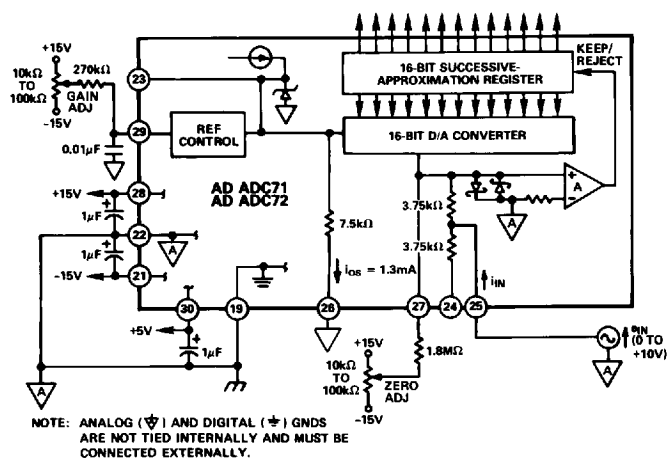 KEEP/
REJECT
16-BIT SUCCESSIVE-
APPROXIMATION REGISTER
+15V
10kΩ
TO
100kΩ
-15V
270kΩ
GAIN
ADJ
23
29
0.01μF
REF
CONTROL
16-BIT D/A CONVERTER
AD ADC71
AD ADC72
+15V
28
1μF
22
A
1μF
-15V
21
7.5kΩ
iOS = 1.3mA
3.75kΩ
3.75kΩ
A
+
−
A
iIN
30
19
26
27
24
25
+5V
1μF
A
+15V
10kΩ
TO
100kΩ
-15V
ZERO
ADJ
1.8MΩ
eIN
(0 TO
+10V)
A
NOTE: ANALOG (A) AND DIGITAL (⏚) GNDS
ARE NOT TIED INTERNALLY AND MUST BE
CONNECTED EXTERNALLY.